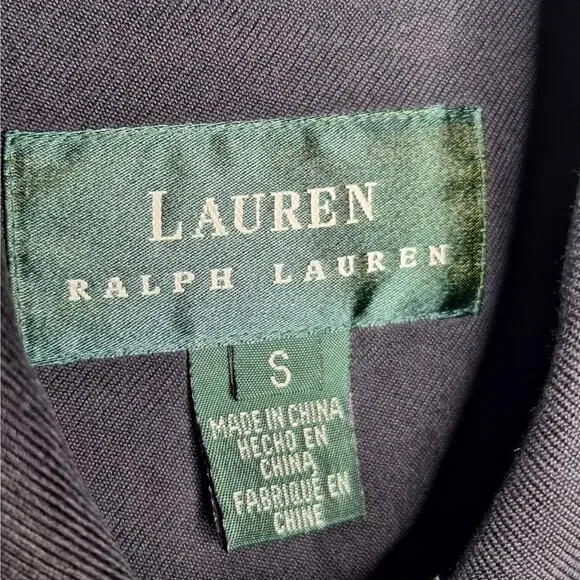 LAUREN
RALPH LAUREN
S
MADE IN CHINA
HECHO EN
CHINA
FABRIQUÉ EN
CHINE